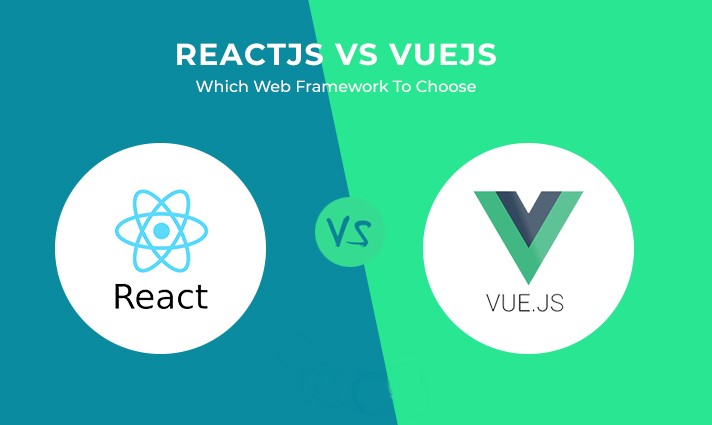 REACTJS VS VUEJS
Which Web Framework To Choose
React
VS
VUE.JS